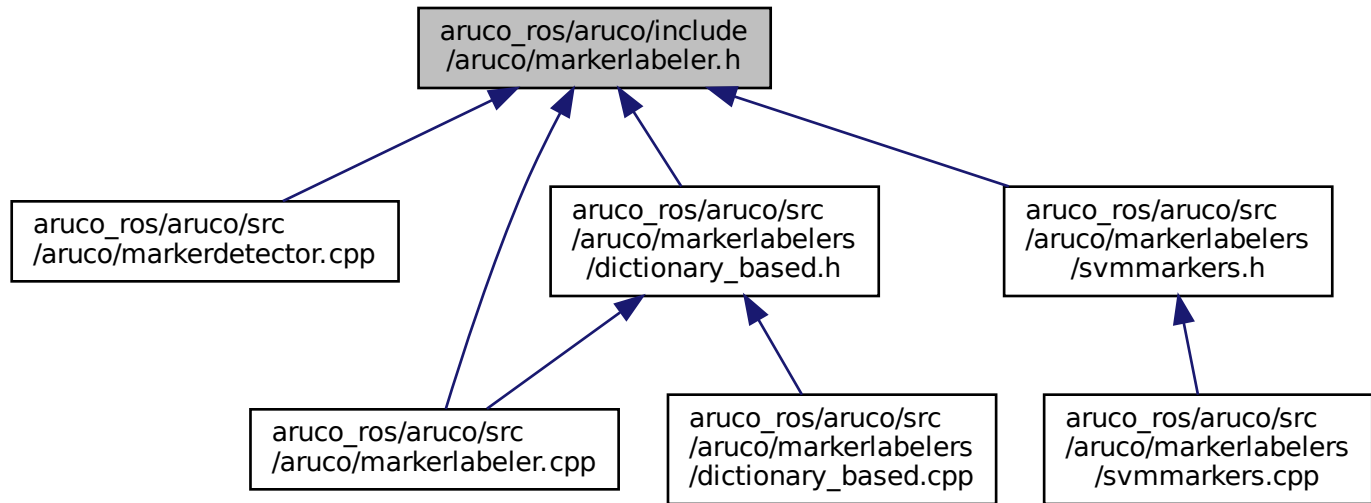 aruco_ros/aruco/include
/aruco/markerlabeler.h
aruco_ros/aruco/src
/aruco/markerdetector.cpp
aruco_ros/aruco/src
/aruco/markerlabelers
/dictionary_based.h
aruco_ros/aruco/src
/aruco/markerlabelers
/svmmarkers.h
aruco_ros/aruco/src
/aruco/markerlabeler.cpp
aruco_ros/aruco/src
/aruco/markerlabelers
/dictionary_based.cpp
aruco_ros/aruco/src
/aruco/markerlabelers
/svmmarkers.cpp